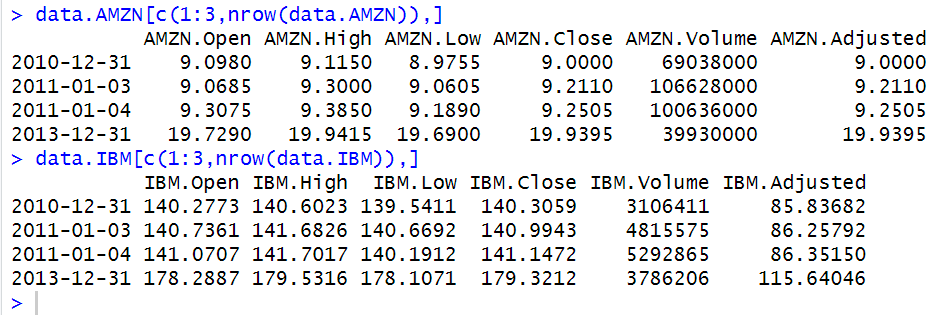 > data.AMZN[c(1:3,nrow(data.AMZN)),]
AMZN.Open AMZN.High AMZN.Low AMZN.Close AMZN.Volume AMZN.Adjusted
2010-12-31 9.0980 9.1150 8.9755 9.0000 69038000 9.0000
2011-01-03 9.0685 9.3000 9.0605 9.2110 106628000 9.2110
2011-01-04 9.3075 9.3850 9.1890 9.2505 100636000 9.2505
2013-12-31 19.7290 19.9415 19.6900 19.9395 39930000 19.9395
> data.IBM[c(1:3,nrow(data.IBM)),]
IBM.Open IBM.High IBM.Low IBM.Close IBM.Volume IBM.Adjusted
2010-12-31 140.2773 140.6023 139.5411 140.3059 3106411 85.83682
2011-01-03 140.7361 141.6826 140.6692 140.9943 4815575 86.25792
2011-01-04 141.0707 141.7017 140.1912 141.1472 5292865 86.35150
2013-12-31 178.2887 179.5316 178.1071 179.3212 3786206 115.64046
>